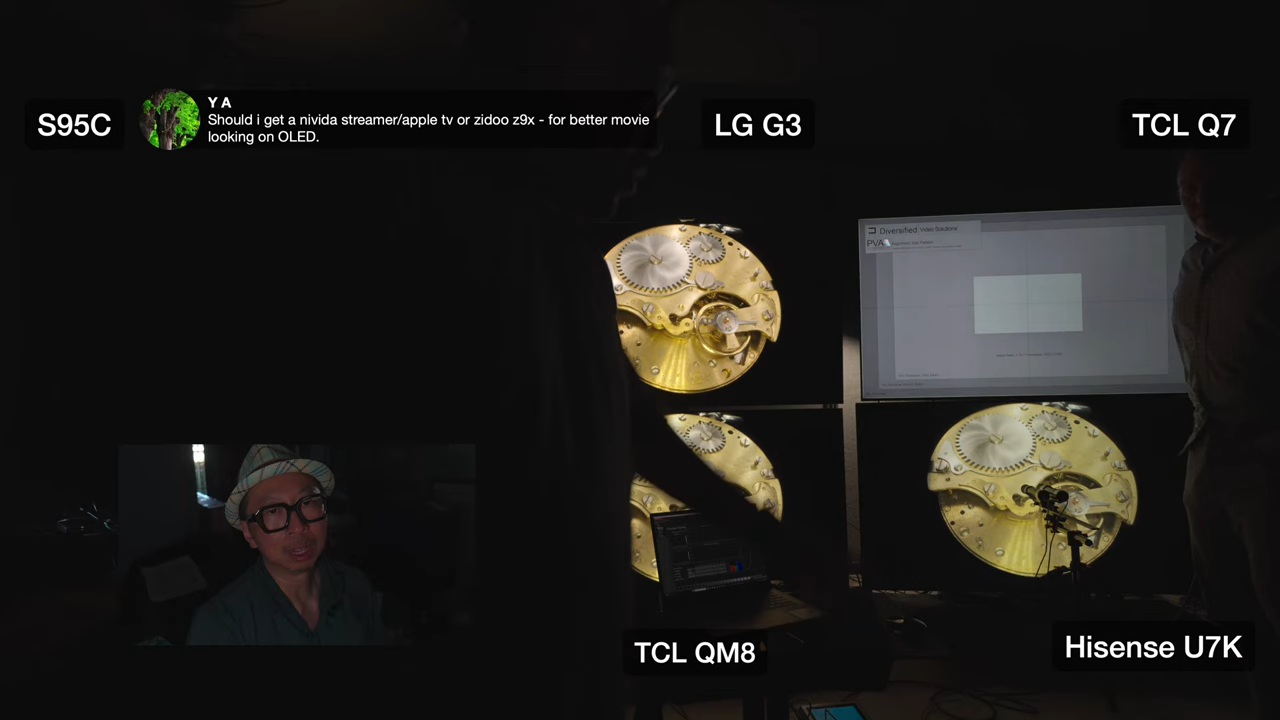 S95C
Y A
Should i get a nivida streamer/apple tv or zidoo z9x - for better movie
looking on OLED.
LG G3
TCL Q7
Diversified Video Solutions
PVA
TCL QM8
Hisense U7K